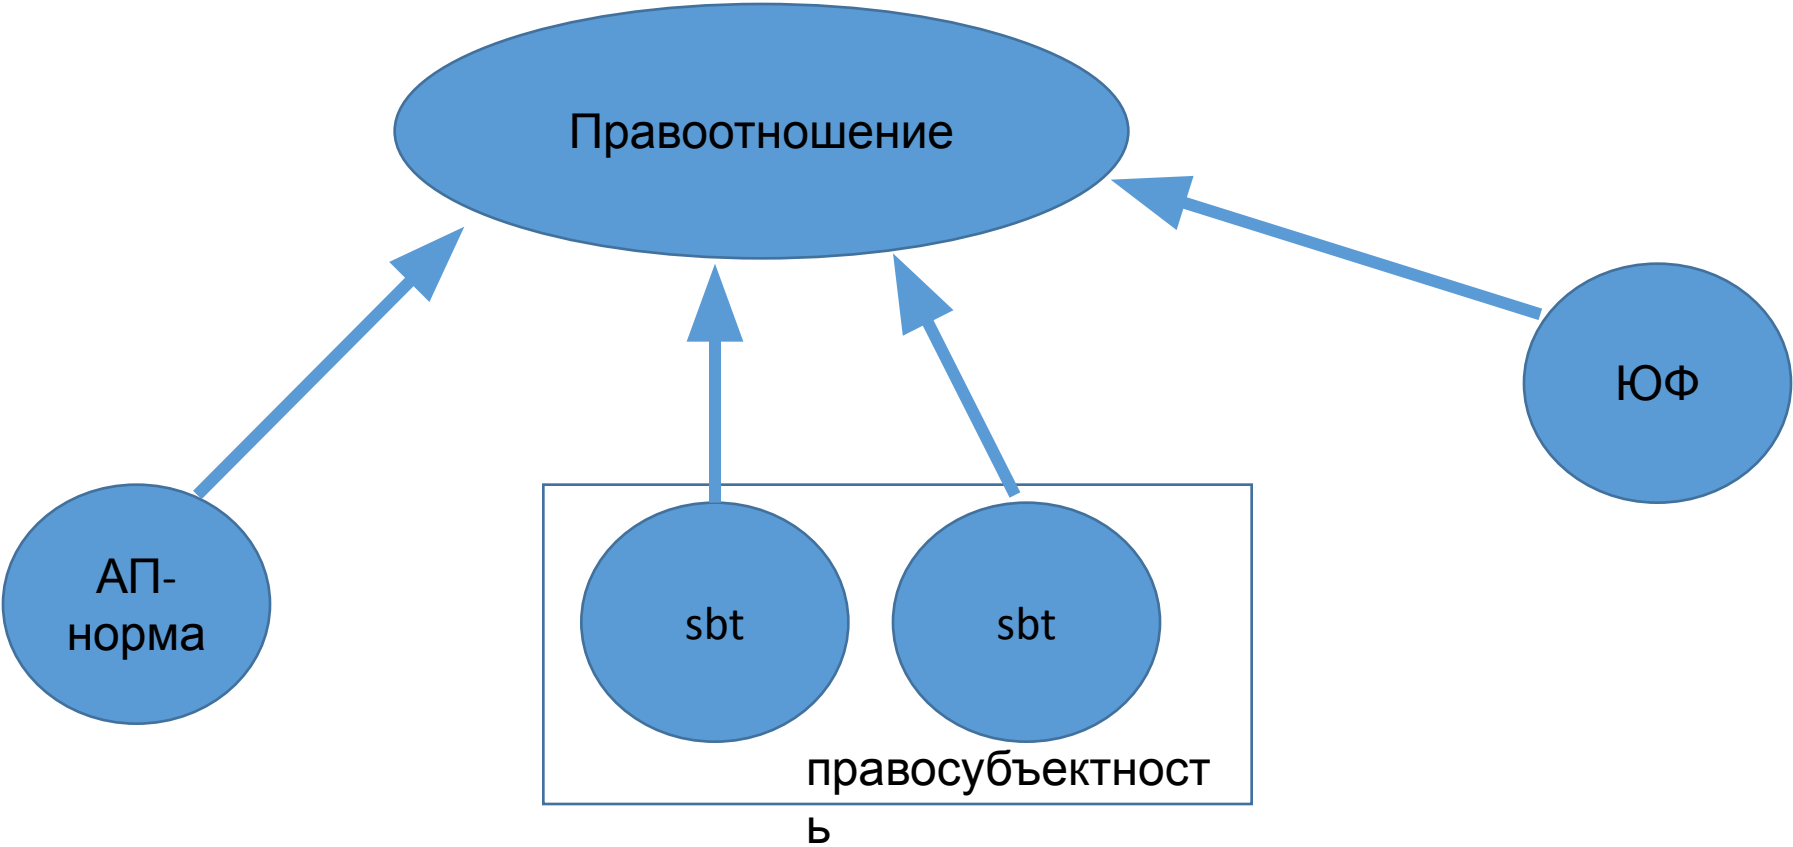 Правоотношение
ЮФ
АП-
норма
sbt
sbt
правосубъектност
ь